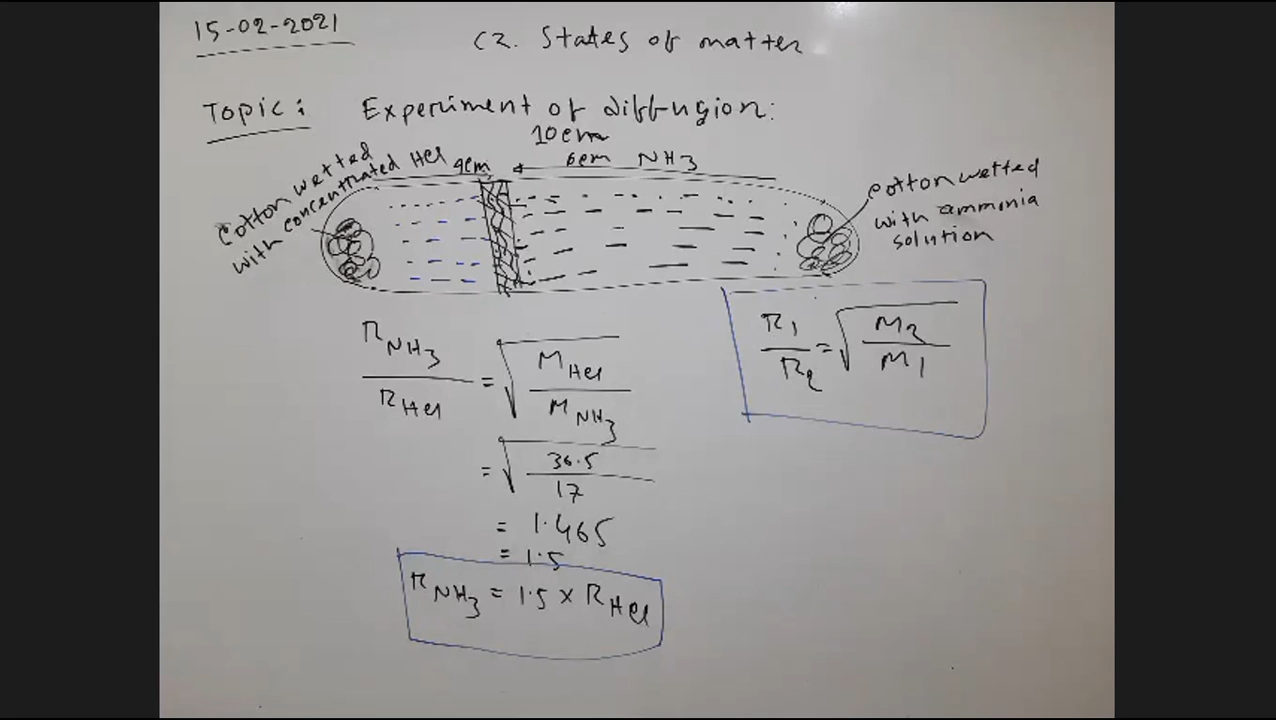 15-02-2021
C2. States of matter
Topic: Experiment of diffusion:
10cm
Cotton wetted with concentrated HCl
4cm
6cm NH3
Cotton wetted
with ammonia
solution
R1/R2 = √M2/M1
RNH3/RHCl = √MHCl/MNH3
= √36.5/17
= 1.465
= 1.5
RNH3 = 1.5 x RHCl